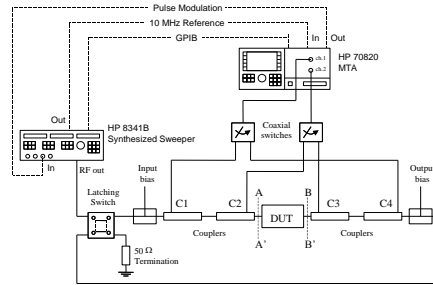 Pulse Modulation
10 MHz Reference
In
Out
GPIB
ch.1
ch.2
HP 70820
MTA
Out
HP 8341B
Synthesized Sweeper
Coaxial
switches
In
RF out
Input
bias
Output
bias
Latching
Switch
C1
C2
A
B
C3
C4
DUT
Couplers
A'
B'
Couplers
50 Ω
Termination